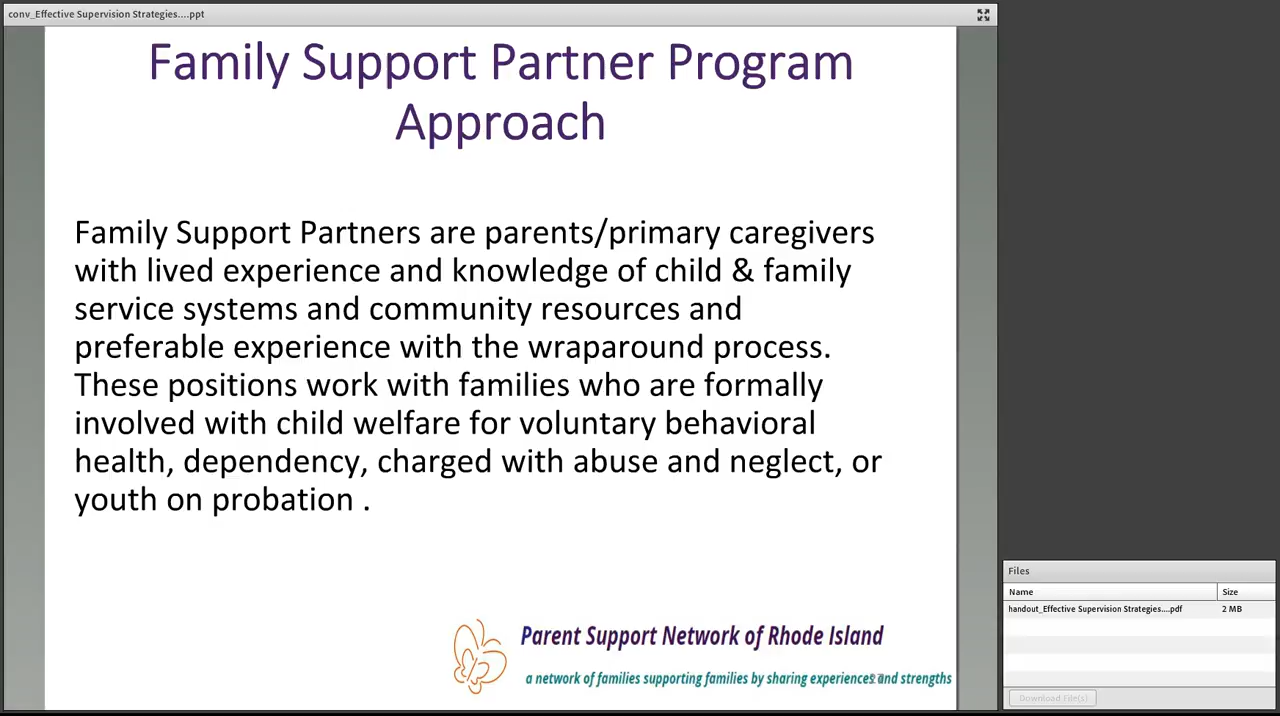 conv_Effective Supervision Strategies....ppt
Family Support Partner Program
Approach
Family Support Partners are parents/primary caregivers
with lived experience and knowledge of child & family
service systems and community resources and
preferable experience with the wraparound process.
These positions work with families who are formally
involved with child welfare for voluntary behavioral
health, dependency, charged with abuse and neglect, or
youth on probation .
Parent Support Network of Rhode Island
a network of families supporting families by sharing experiences and strengths
Files
Name Size
handout_Effective Supervision Strategies....pdf 2 MB
Download File(s)